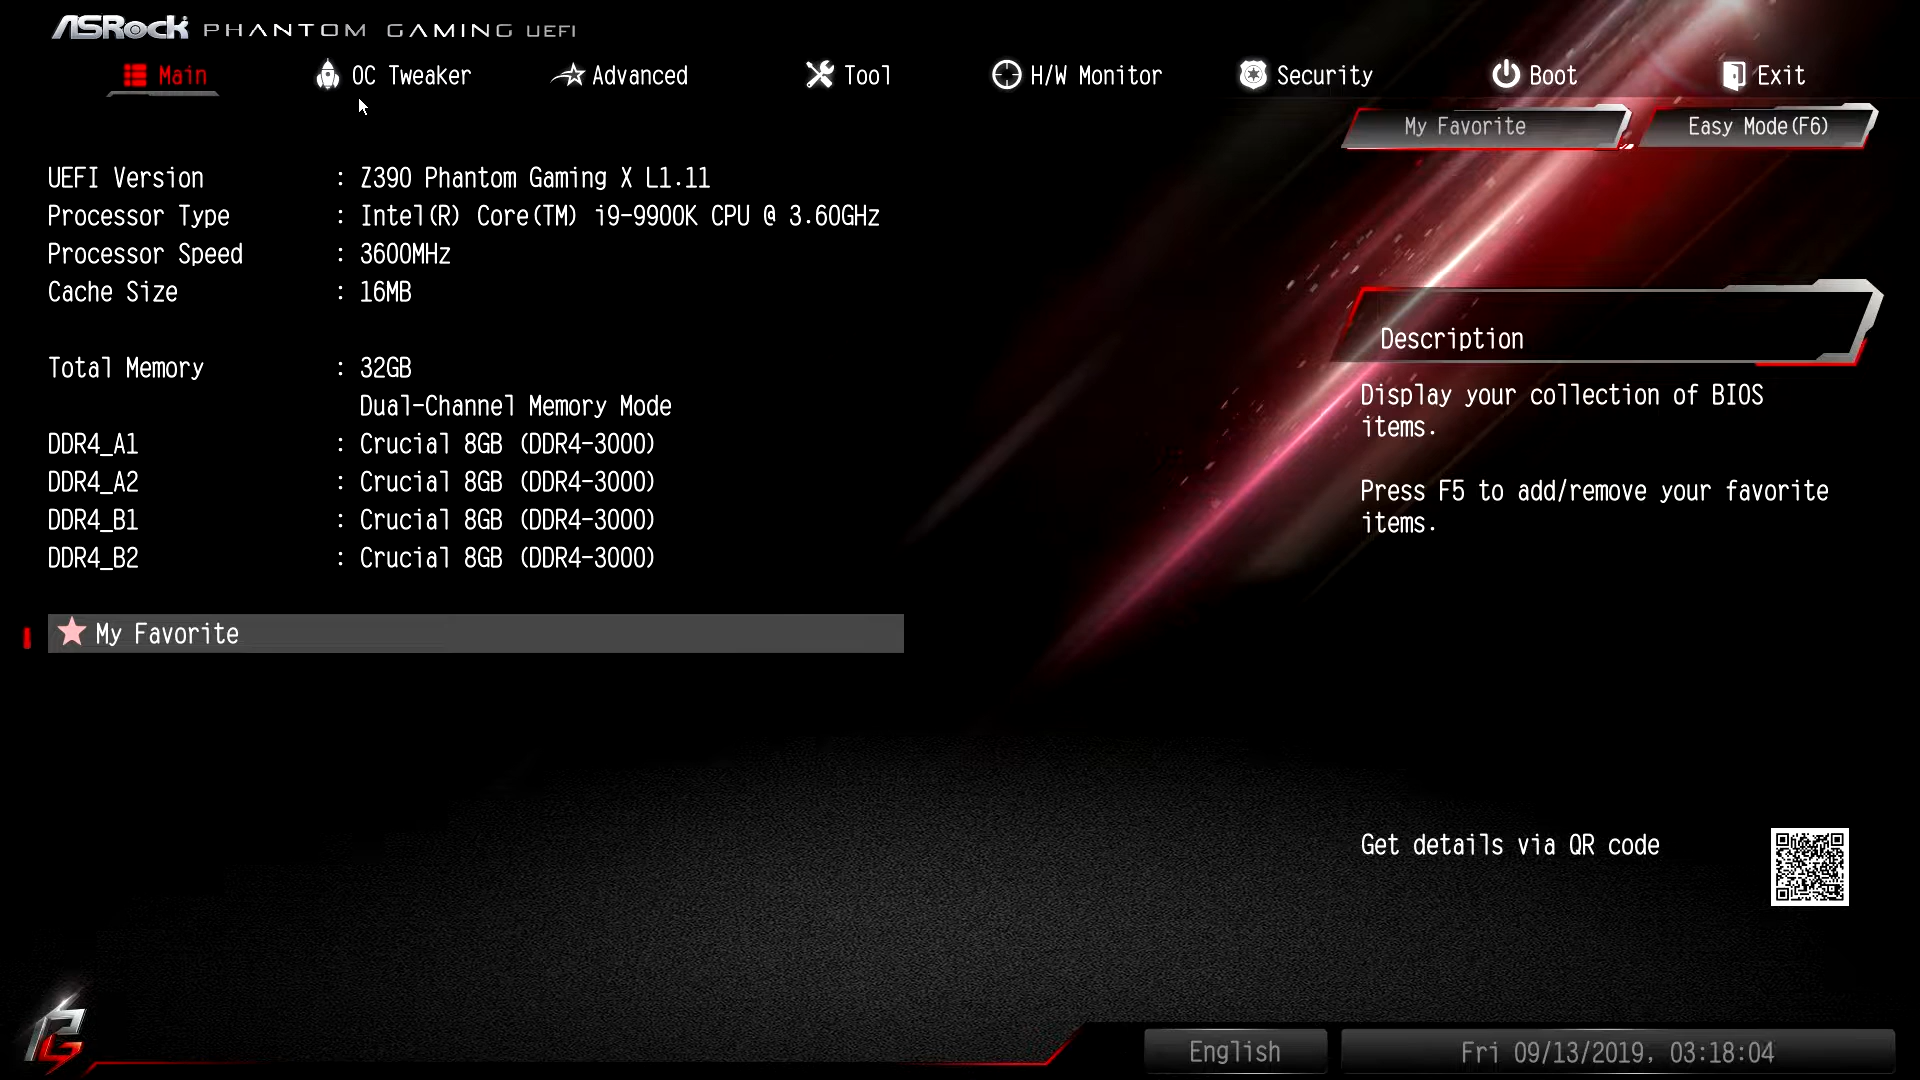 ASRock PHANTOM GAMING UEFI
Main OC Tweaker Advanced Tool H/W Monitor Security Boot Exit
My Favorite Easy Mode(F6)
UEFI Version : Z390 Phantom Gaming X L1.11
Processor Type : Intel(R) Core(TM) i9-9900K CPU @ 3.60GHz
Processor Speed : 3600MHz
Cache Size : 16MB
Total Memory : 32GB
Dual-Channel Memory Mode
DDR4_A1 : Crucial 8GB (DDR4-3000)
DDR4_A2 : Crucial 8GB (DDR4-3000)
DDR4_B1 : Crucial 8GB (DDR4-3000)
DDR4_B2 : Crucial 8GB (DDR4-3000)
My Favorite
Description
Display your collection of BIOS
items.
Press F5 to add/remove your favorite
items.
Get details via QR code
English Fri 09/13/2019, 03:18:04